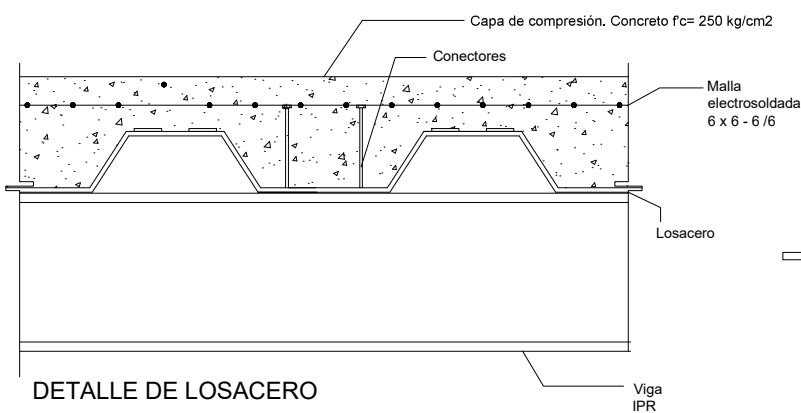 Capa de compresión. Concreto f'c= 250 kg/cm2
Conectores
Malla
electrosoldada
6 x 6 - 6 /6
Losacero
DETALLE DE LOSACERO
Viga
IPR